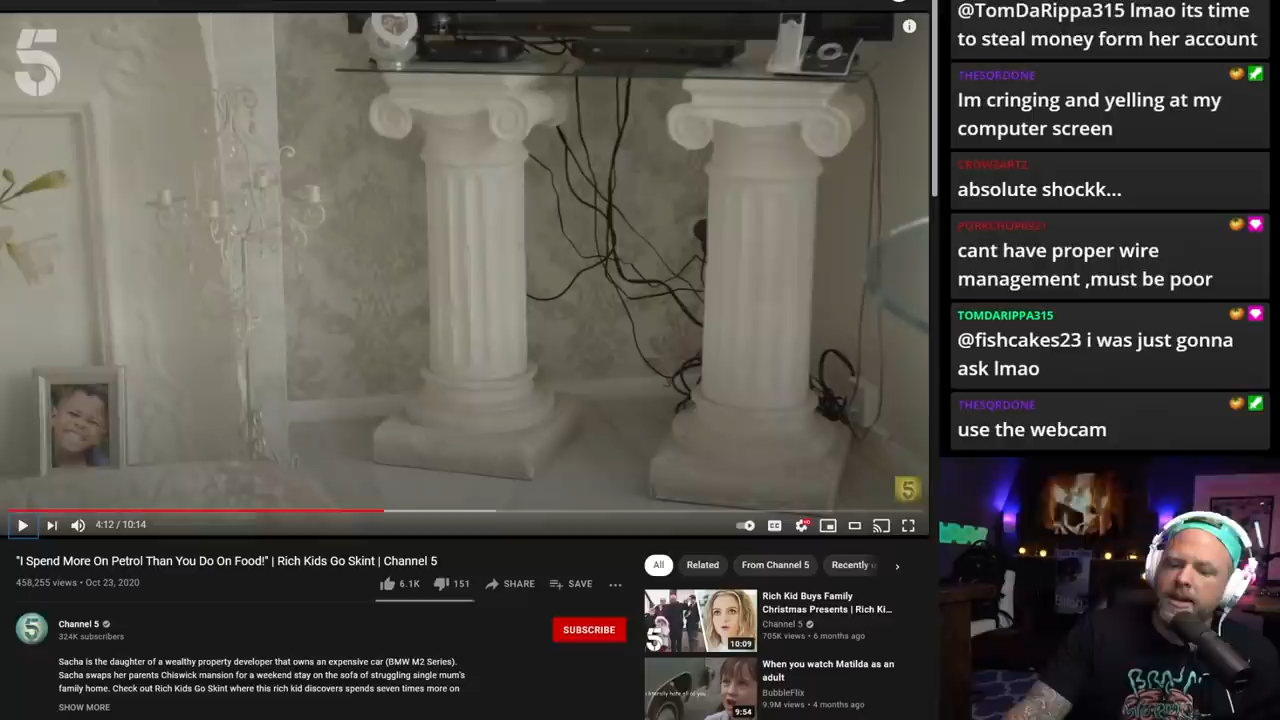 5
@TomDaRippa315 lmao its time
to steal money form her account
THESQRDONE
Im cringing and yelling at my
computer screen
CROWEARTZ
absolute shockk...
PORKCHOP6921
cant have proper wire
management ,must be poor
TOMDARIPPA315
@fishcakes23 i was just gonna
ask lmao
THESQRDONE
use the webcam
5
4:12 / 10:14
"I Spend More On Petrol Than You Do On Food!" | Rich Kids Go Skint | Channel 5
458,255 views • Oct 23, 2020
6.1K
151
SHARE
SAVE
5
Channel 5
324K subscribers
SUBSCRIBE
Sacha is the daughter of a wealthy property developer that owns an expensive car (BMW M2 Series).
Sacha swaps her parents Chiswick mansion for a weekend stay on the sofa of struggling single mum's
family home. Check out Rich Kids Go Skint where this rich kid discovers spends seven times more on
SHOW MORE
All
Related
From Channel 5
Recently
5
10:09
Rich Kid Buys Family
Christmas Presents | Rich Ki...
Channel 5
705K views • 6 months ago
9:54
When you watch Matilda as an
adult
BubbleFlix
9.9M views • 4 months ago